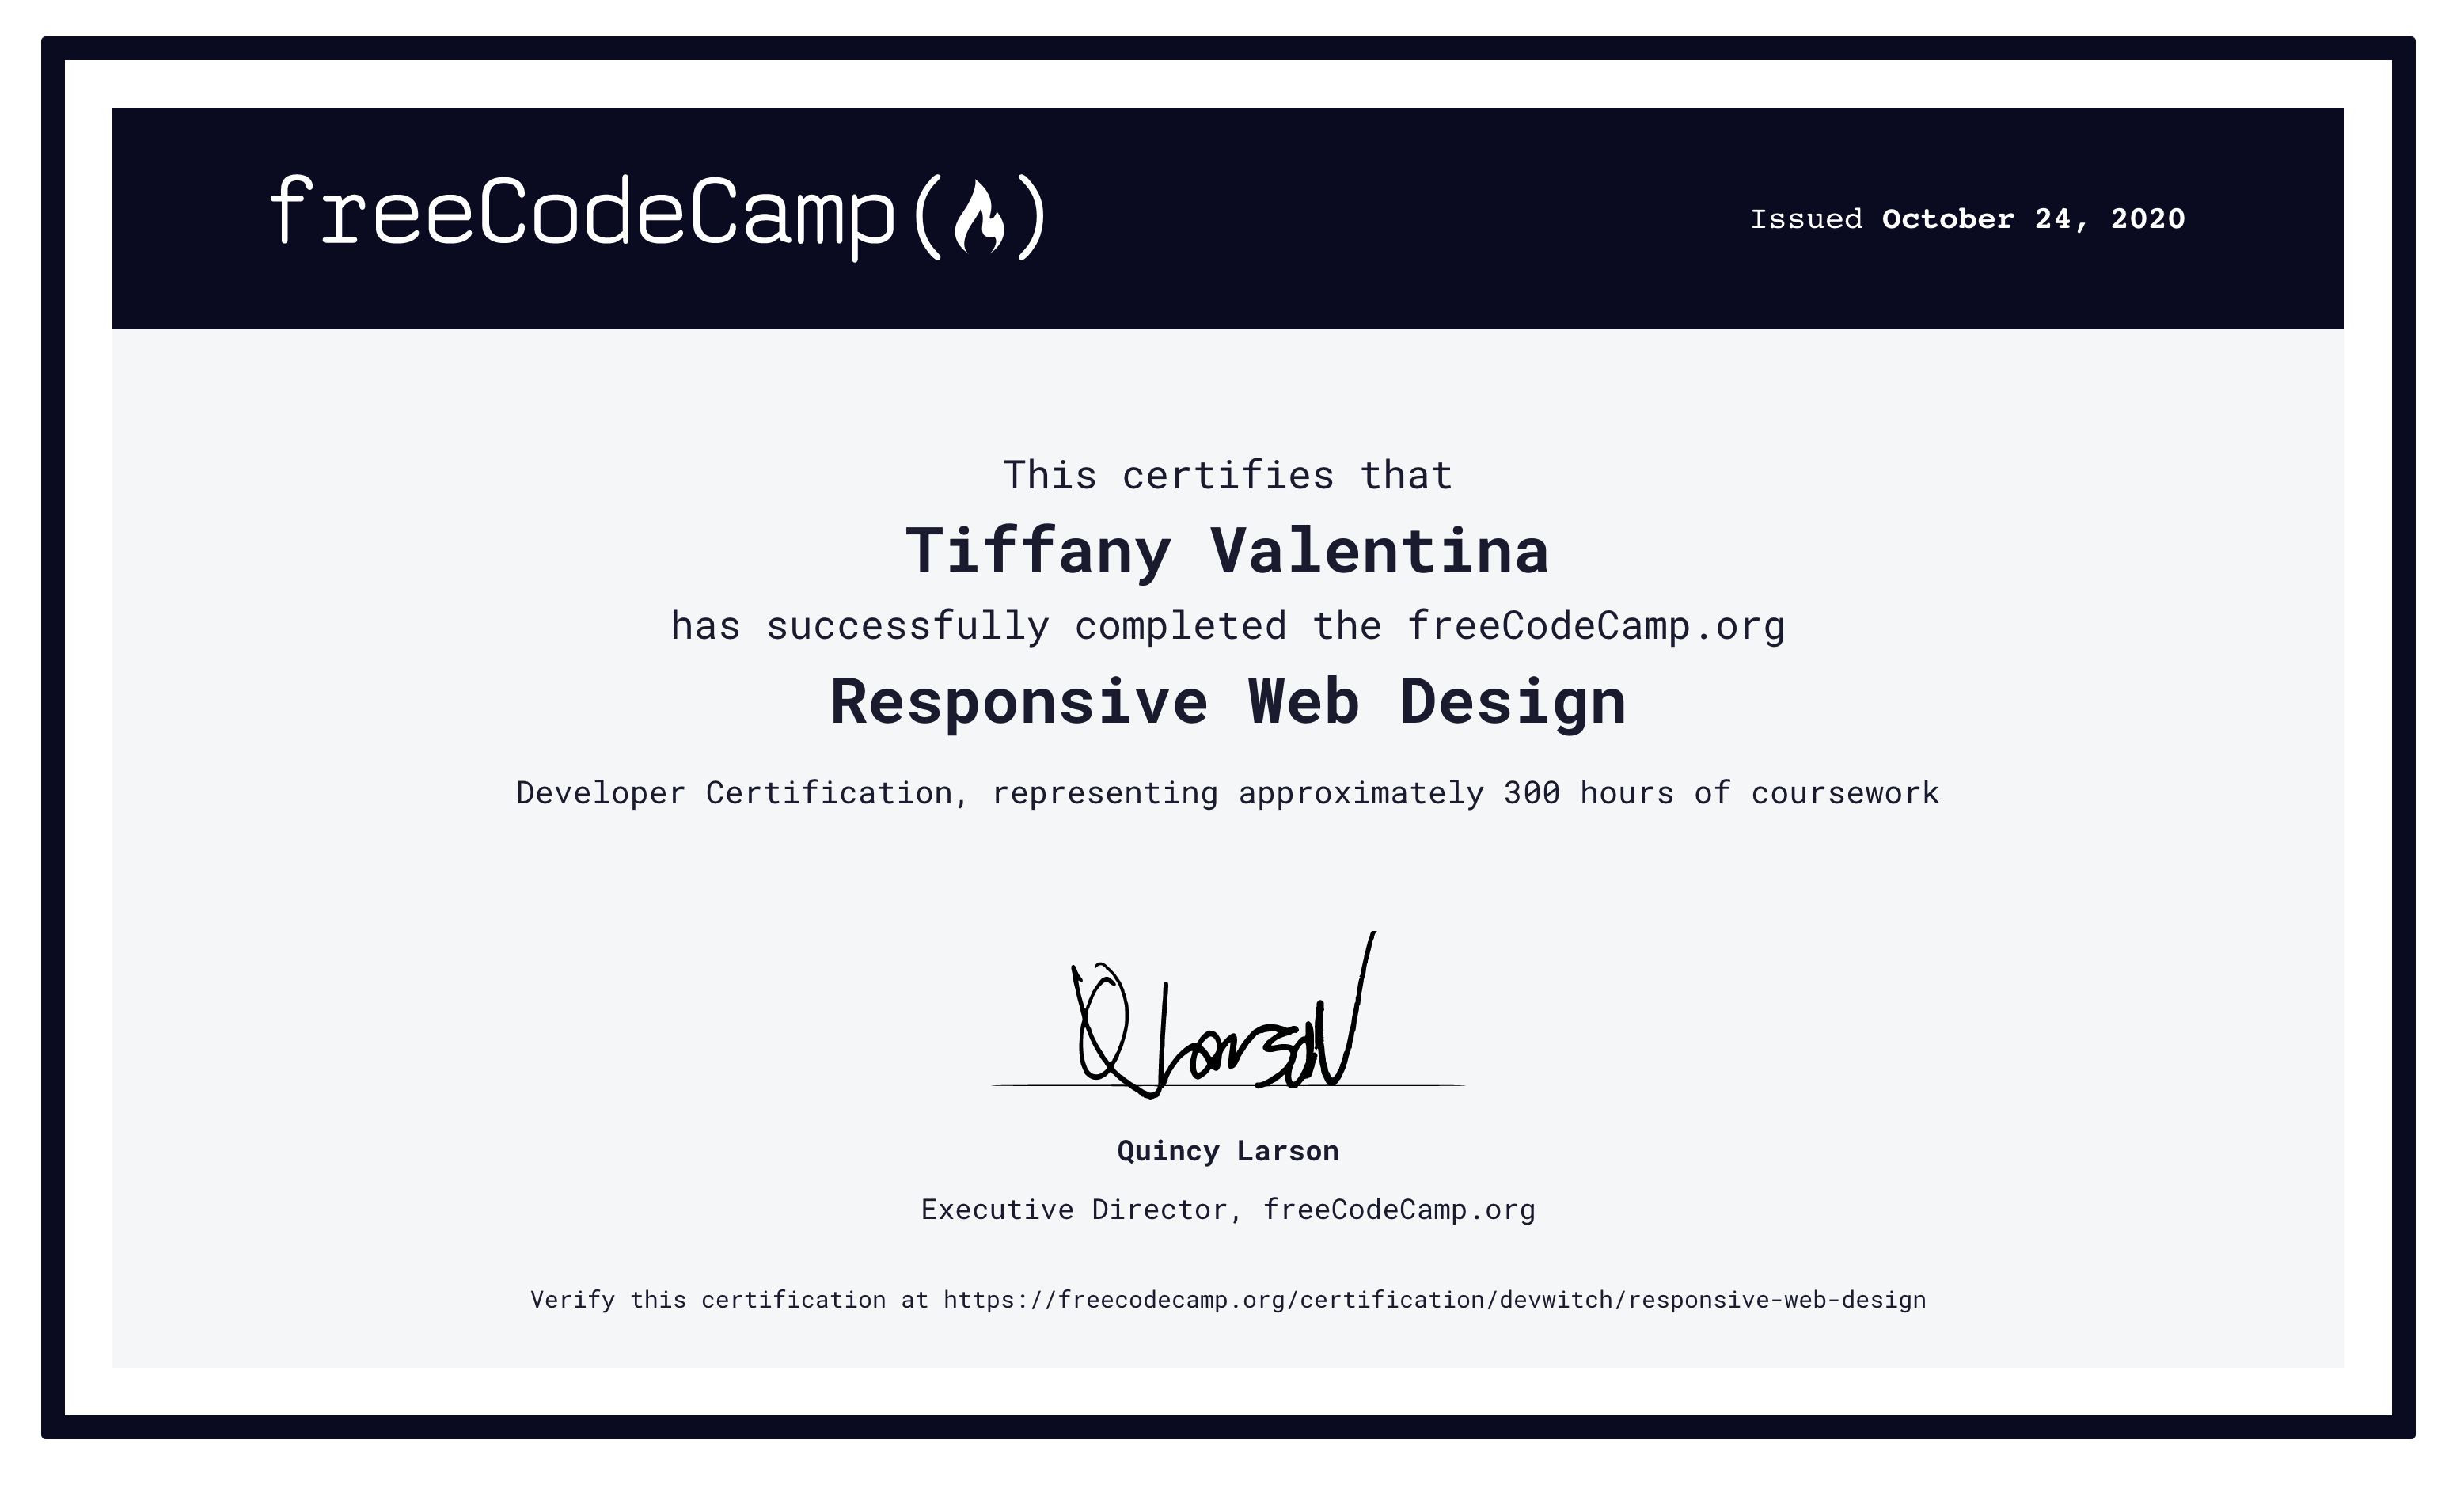 freeCodeCamp
Issued October 24, 2020
This certifies that
Tiffany Valentina
has successfully completed the freeCodeCamp.org
Responsive Web Design
Developer Certification, representing approximately 300 hours of coursework
Q Larson
Quincy Larson
Executive Director, freeCodeCamp.org
Verify this certification at https://freecodecamp.org/certification/devwitch/responsive-web-design